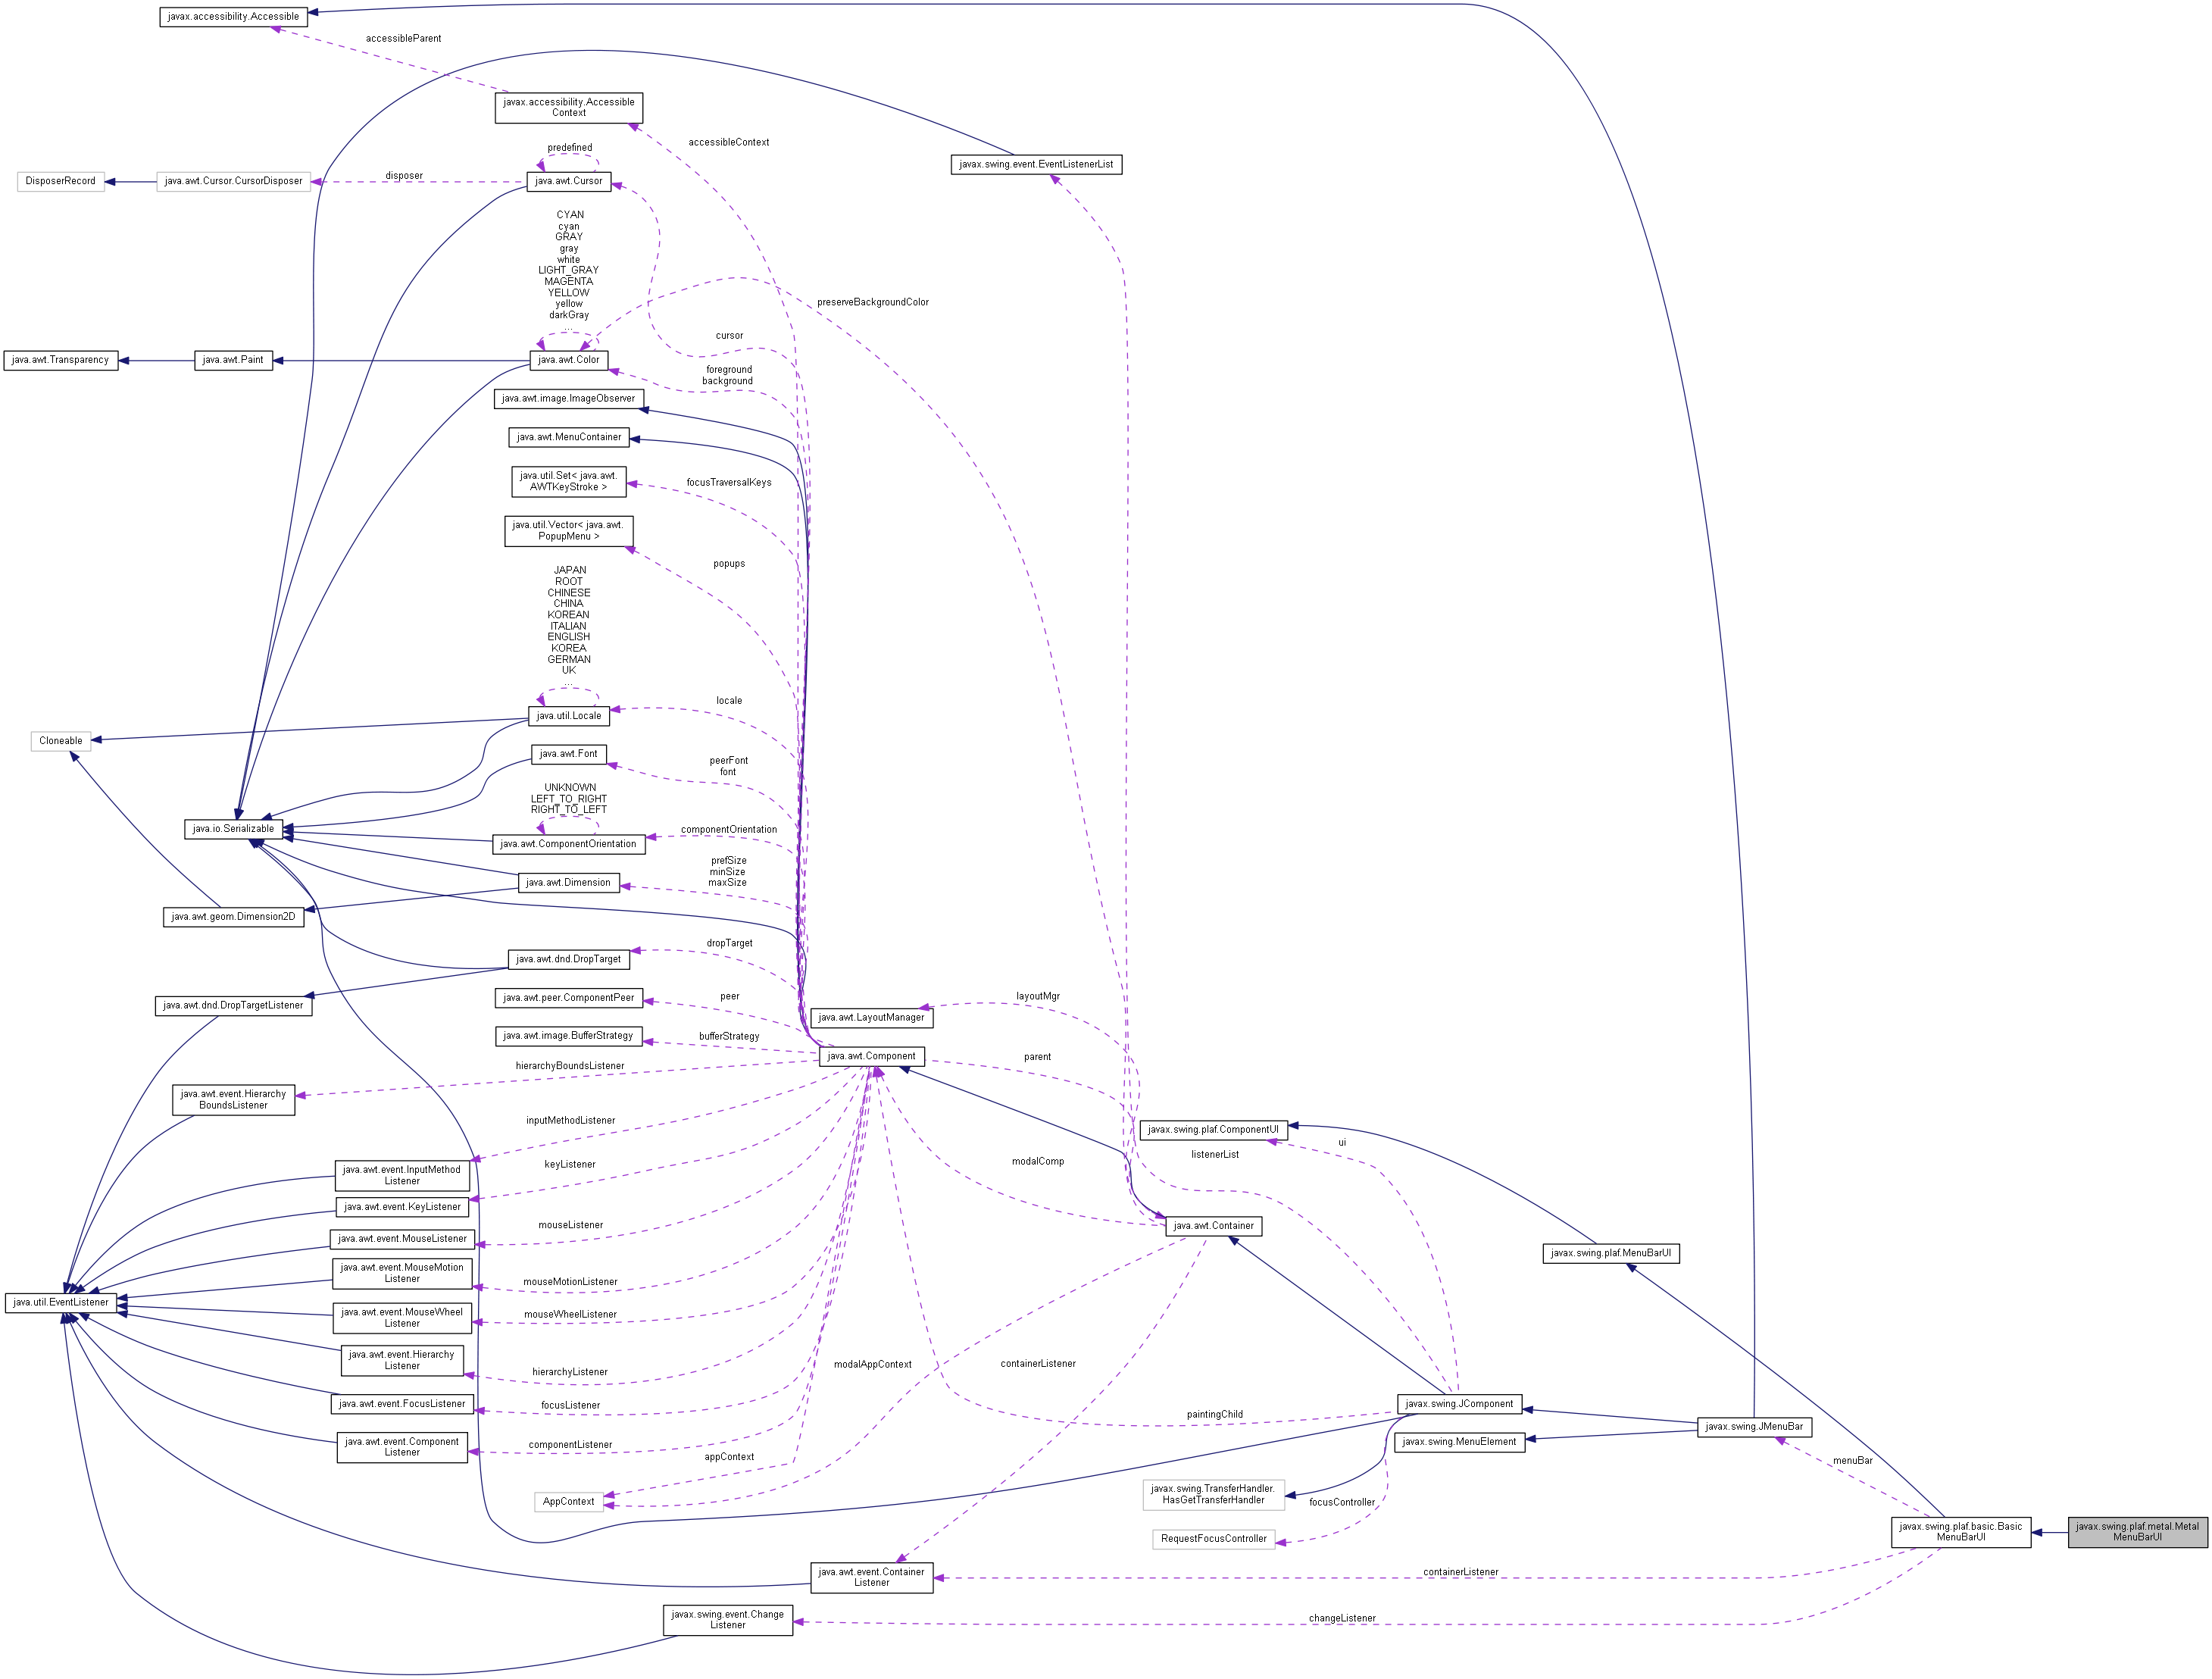 javax.accessibility.Accessible
accessibleParent
javax.accessibility.Accessible
Context
accessibleContext
javax.swing.event.EventListenerList
predefined
DisposerRecord
java.awt.Cursor.CursorDisposer
disposer
java.awt.Cursor
CYAN
cyan
GRAY
gray
white
LIGHT_GRAY
MAGENTA
YELLOW
yellow
darkGray
...
preserveBackgroundColor
cursor
java.awt.Transparency
java.awt.Paint
java.awt.Color
foreground
background
java.awt.image.ImageObserver
java.awt.MenuContainer
java.util.Set< java.awt.
AWTKeyStroke >
focusTraversalKeys
java.util.Vector< java.awt.
PopupMenu >
popups
JAPAN
ROOT
CHINESE
CHINA
KOREAN
ITALIAN
ENGLISH
KOREA
GERMAN
UK
...
locale
java.util.Locale
Cloneable
java.awt.Font
peerFont
font
UNKNOWN
LEFT_TO_RIGHT
RIGHT_TO_LEFT
java.io.Serializable
componentOrientation
java.awt.ComponentOrientation
prefSize
minSize
maxSize
java.awt.Dimension
java.awt.geom.Dimension2D
dropTarget
java.awt.dnd.DropTarget
java.awt.dnd.DropTargetListener
java.awt.peer.ComponentPeer
peer
layoutMgr
java.awt.LayoutManager
java.awt.image.BufferStrategy
bufferStrategy
java.awt.Component
parent
hierarchyBoundsListener
java.awt.event.Hierarchy
BoundsListener
inputMethodListener
javax.swing.plaf.ComponentUI
ui
listenerList
modalComp
keyListener
java.awt.event.InputMethod
Listener
java.awt.event.KeyListener
mouseListener
java.awt.Container
java.awt.event.MouseListener
javax.swing.plaf.MenuBarUI
java.awt.event.MouseMotion
Listener
mouseMotionListener
java.util.EventListener
java.awt.event.MouseWheel
Listener
mouseWheelListener
java.awt.event.Hierarchy
Listener
hierarchyListener
modalAppContext
containerListener
java.awt.event.FocusListener
focusListener
paintingChild
javax.swing.JComponent
javax.swing.JMenuBar
java.awt.event.Component
Listener
componentListener
appContext
javax.swing.MenuElement
menuBar
AppContext
javax.swing.TransferHandler.
HasGetTransferHandler
focusController
RequestFocusController
javax.swing.plaf.basic.Basic
MenuBarUI
javax.swing.plaf.metal.Metal
MenuBarUI
java.awt.event.Container
Listener
containerListener
javax.swing.event.Change
Listener
changeListener